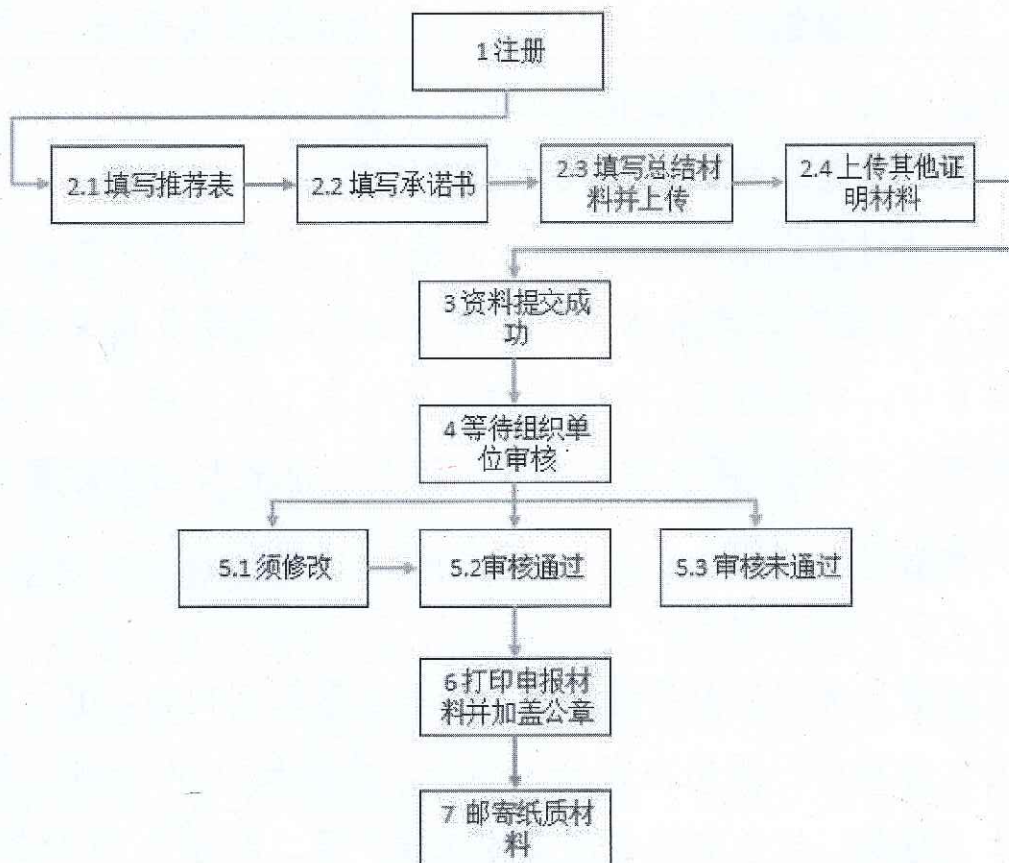 1 注册
2.1 填写推荐表
2.2 填写承诺书
2.3 填写总结材
料并上传
2.4 上传其他证
明材料
3 资料提交成
功
4 等待组织单
位审核
5.1 须修改
5.2审核通过
5.3 审核未通过
6 打印申报材
料并加盖公章
7 邮寄纸质材
料